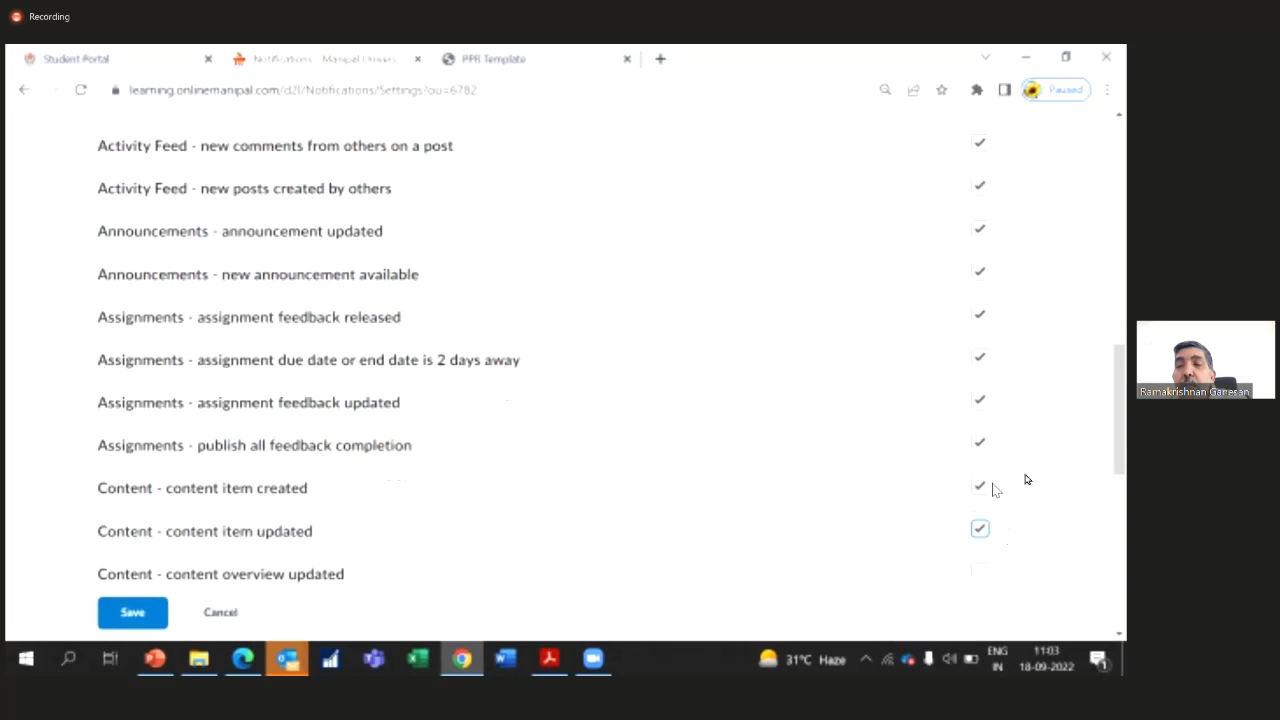 Recording
Student Portal
Notifications - Manipal Univers
PPR Template
learning.onlinemanipal.com/d2l/Notifications/Settings?ou=6782
Paused
Activity Feed - new comments from others on a post
Activity Feed - new posts created by others
Announcements - announcement updated
Announcements - new announcement available
Assignments - assignment feedback released
Assignments - assignment due date or end date is 2 days away
Assignments - assignment feedback updated
Assignments - publish all feedback completion
Content - content item created
Content - content item updated
Content - content overview updated
Save
Cancel
Ramakrishnan Ganesan
31°C Haze
ENG
IN
11:03
18-09-2022
1